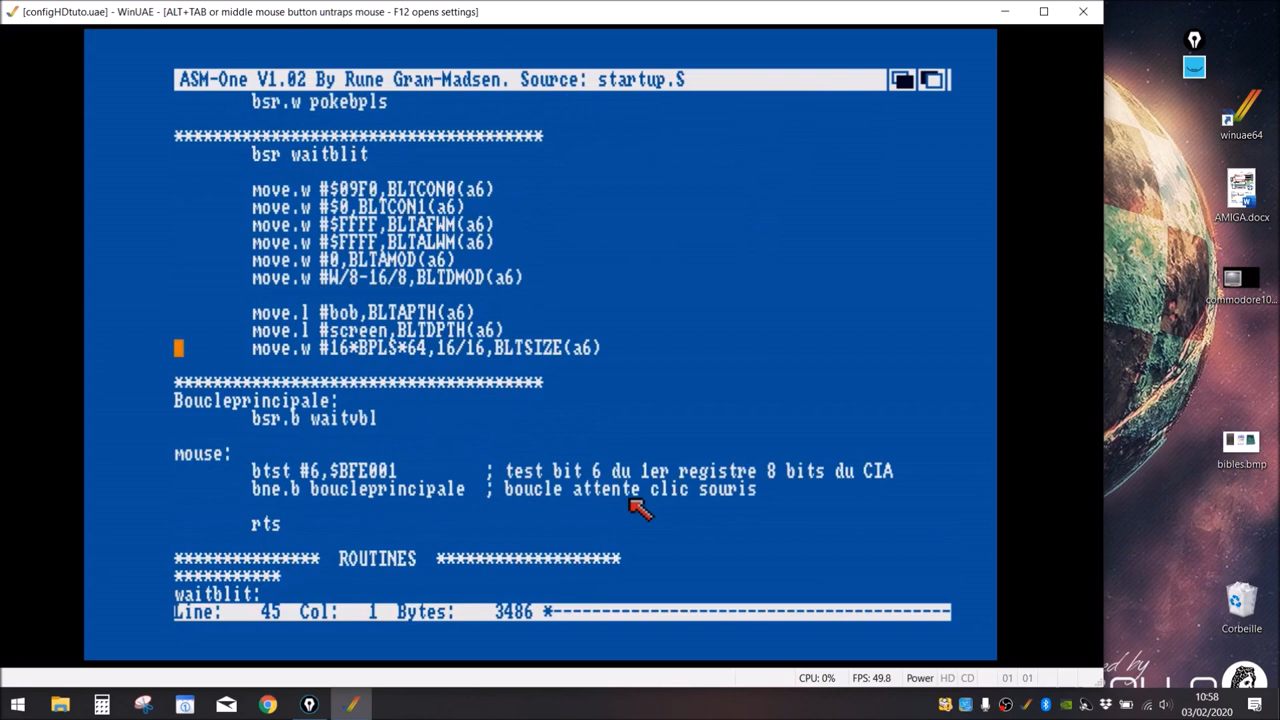 [configHDtuto.uae] - WinUAE - [ALT+TAB or middle mouse button untraps mouse - F12 opens settings]
ASM-One V1.02 By Rune Gram-Madsen. Source: startup.S
bsr.w pokebpls
**************************************
bsr waitblit
move.w #$09F0,BLTCON0(a6)
move.w #$0,BLTCON1(a6)
move.w #$FFFF,BLTAFWM(a6)
move.w #$FFFF,BLTALWM(a6)
move.w #0,BLTAMOD(a6)
move.w #W/8-16/8,BLTDMOD(a6)
move.l #bob,BLTAPTH(a6)
move.l #screen,BLTDPTH(a6)
move.w #16*BPLS*64,16/16,BLTSIZE(a6)
**************************************
Boucleprincipale:
bsr.b waitvbl
mouse:
btst #6,$BFE001 ; test bit 6 du 1er registre 8 bits du CIA
bne.b boucleprincipale ; boucle attente clic souris
rts
*************** ROUTINES *******************
***********
waitblit:
Line: 45 Col: 1 Bytes: 3486 *-----------------------------------------
CPU: 0% FPS: 49.8 Power HD CD 01 01
winuae64
AMIGA.docx
commodore10...
bibles.bmp
Corbeille
by
10:58
03/02/2020